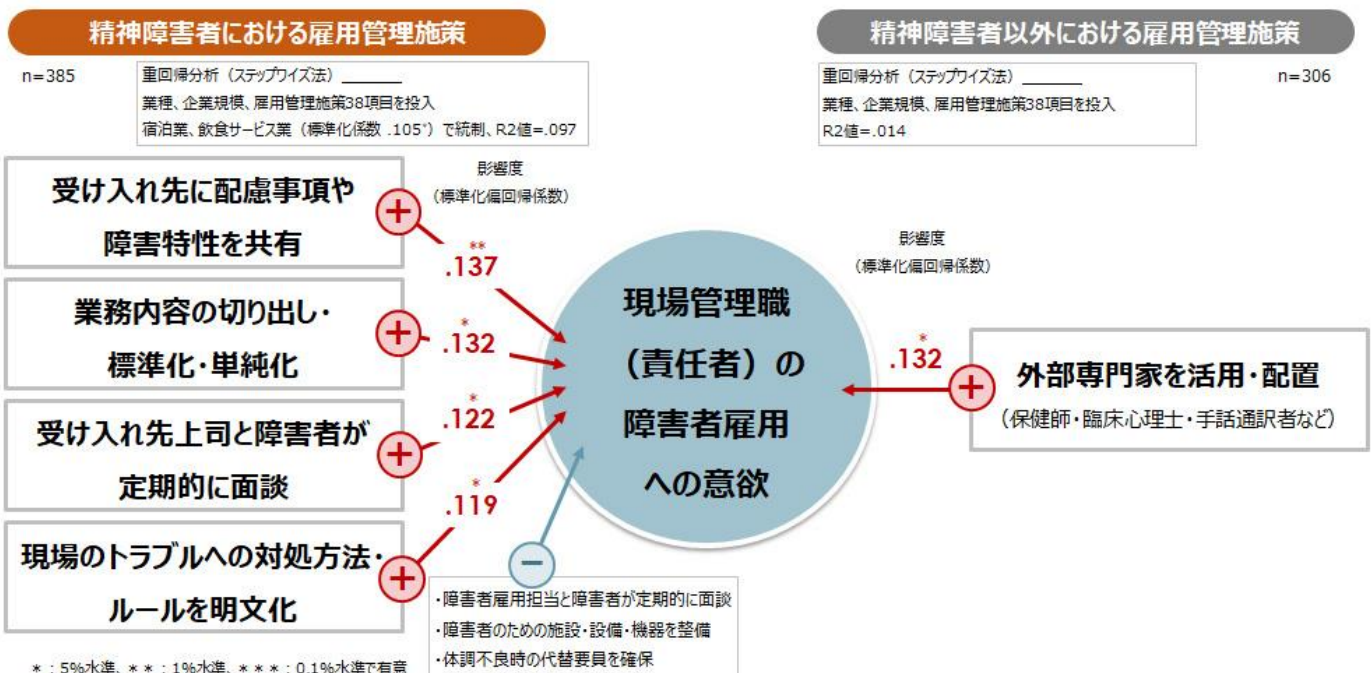 精神障害者における雇用管理施策
精神障害者以外における雇用管理施策
n=385
重回帰分析（ステップワイズ法）______
業種、企業規模、雇用管理施策38項目を投入
宿泊業、飲食サービス業（標準化係数 .105*）で統制、R2値=.097
重回帰分析（ステップワイズ法）______
業種、企業規模、雇用管理施策38項目を投入
R2値=.014
n=306
受け入れ先に配慮事項や
障害特性を共有
+
影響度
（標準化偏回帰係数）
**
.137
業務内容の切り出し・
標準化・単純化
+
*
.132
受け入れ先上司と障害者が
定期的に面談
+
*
.122
現場のトラブルへの対処方法・
ルールを明文化
+
*
.119
現場管理職
（責任者）の
障害者雇用
への意欲
影響度
（標準化偏回帰係数）
*
.132
+
外部専門家を活用・配置
（保健師・臨床心理士・手話通訳者など）
−
・障害者雇用担当と障害者が定期的に面談
・障害者のための施設・設備・機器を整備
・体調不良時の代替要員を確保
*：5%水準、**：1%水準、***：0.1%水準で有意